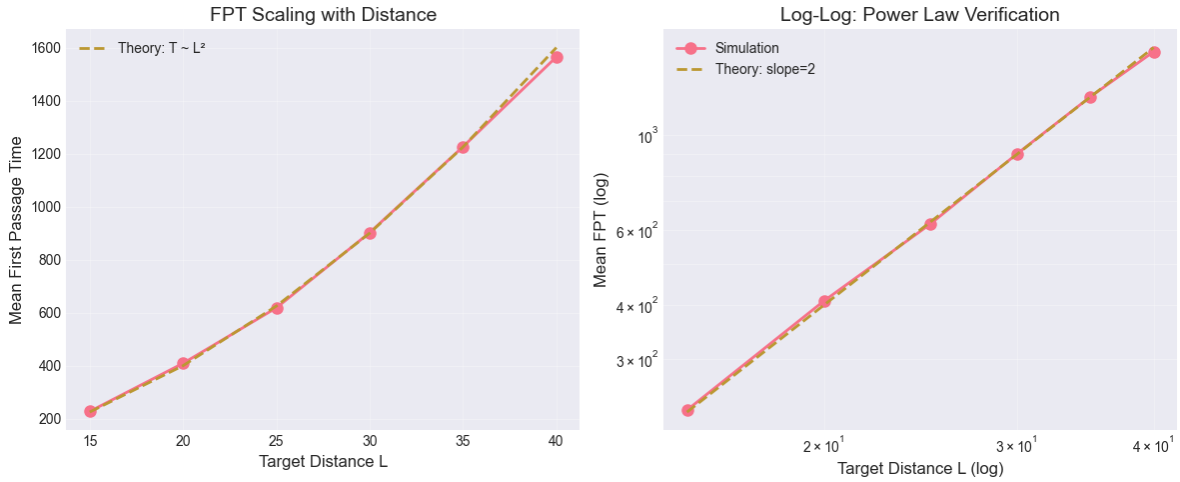 FPT Scaling with Distance
Theory: T ~ L²
1600
1400
1200
1000
800
600
400
200
15 20 25 30 35 40
Mean First Passage Time
Target Distance L
Log-Log: Power Law Verification
Simulation
Theory: slope=2
10³
6 × 10²
4 × 10²
3 × 10²
2 × 10¹ 3 × 10¹ 4 × 10¹
Mean FPT (log)
Target Distance L (log)